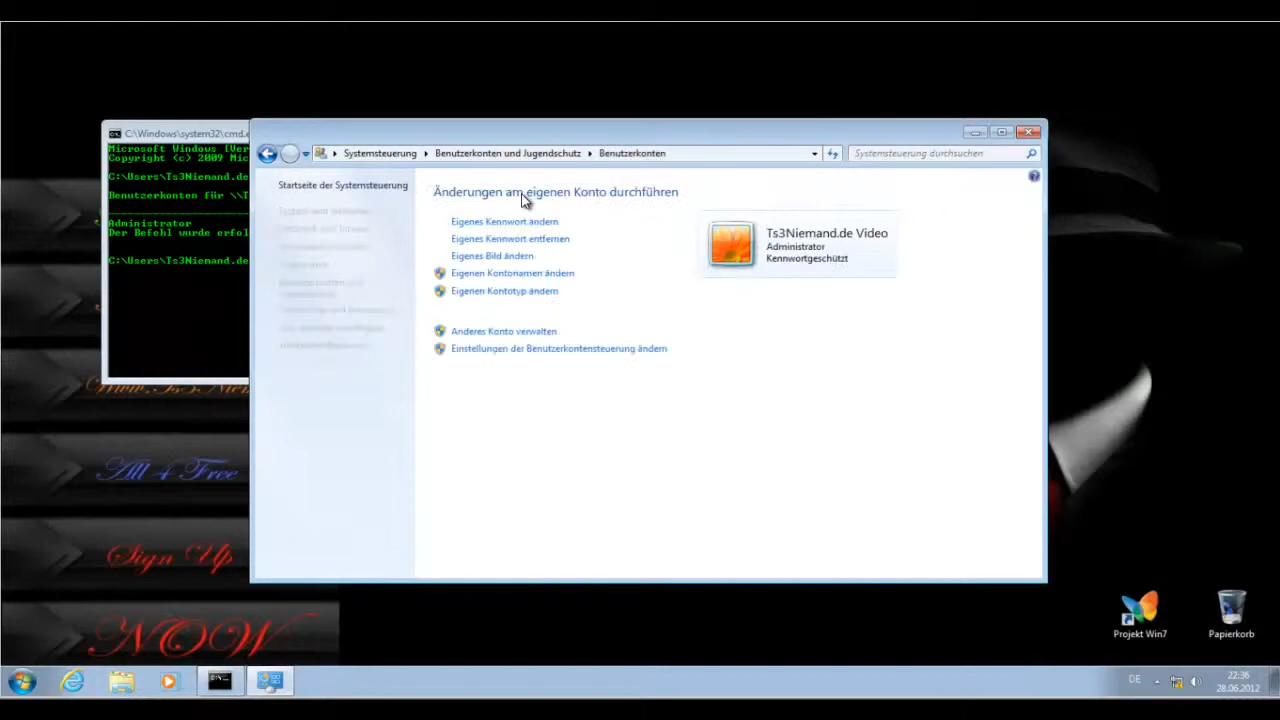 C:\Windows\system32\cmd.e
Microsoft Windows [Ver
Copyright (c) 2009 Mic
C:\Users\Ts3Niemand.de
Benutzerkonten für \\T
Administrator
Der Befehl wurde erfol
C:\Users\Ts3Niemand.de
Systemsteuerung
Benutzerkonten und Jugendschutz
Benutzerkonten
Systemsteuerung durchsuchen
Startseite der Systemsteuerung
Änderungen am eigenen Konto durchführen
Eigenes Kennwort ändern
Eigenes Kennwort entfernen
Eigenes Bild ändern
Eigenen Kontonamen ändern
Eigenen Kontotyp ändern
Anderes Konto verwalten
Einstellungen der Benutzerkontensteuerung ändern
Ts3Niemand.de Video
Administrator
Kennwortgeschützt
All 4 Free
Sign Up
NOW
Projekt Win7
Papierkorb
DE
22:36
28.06.2012